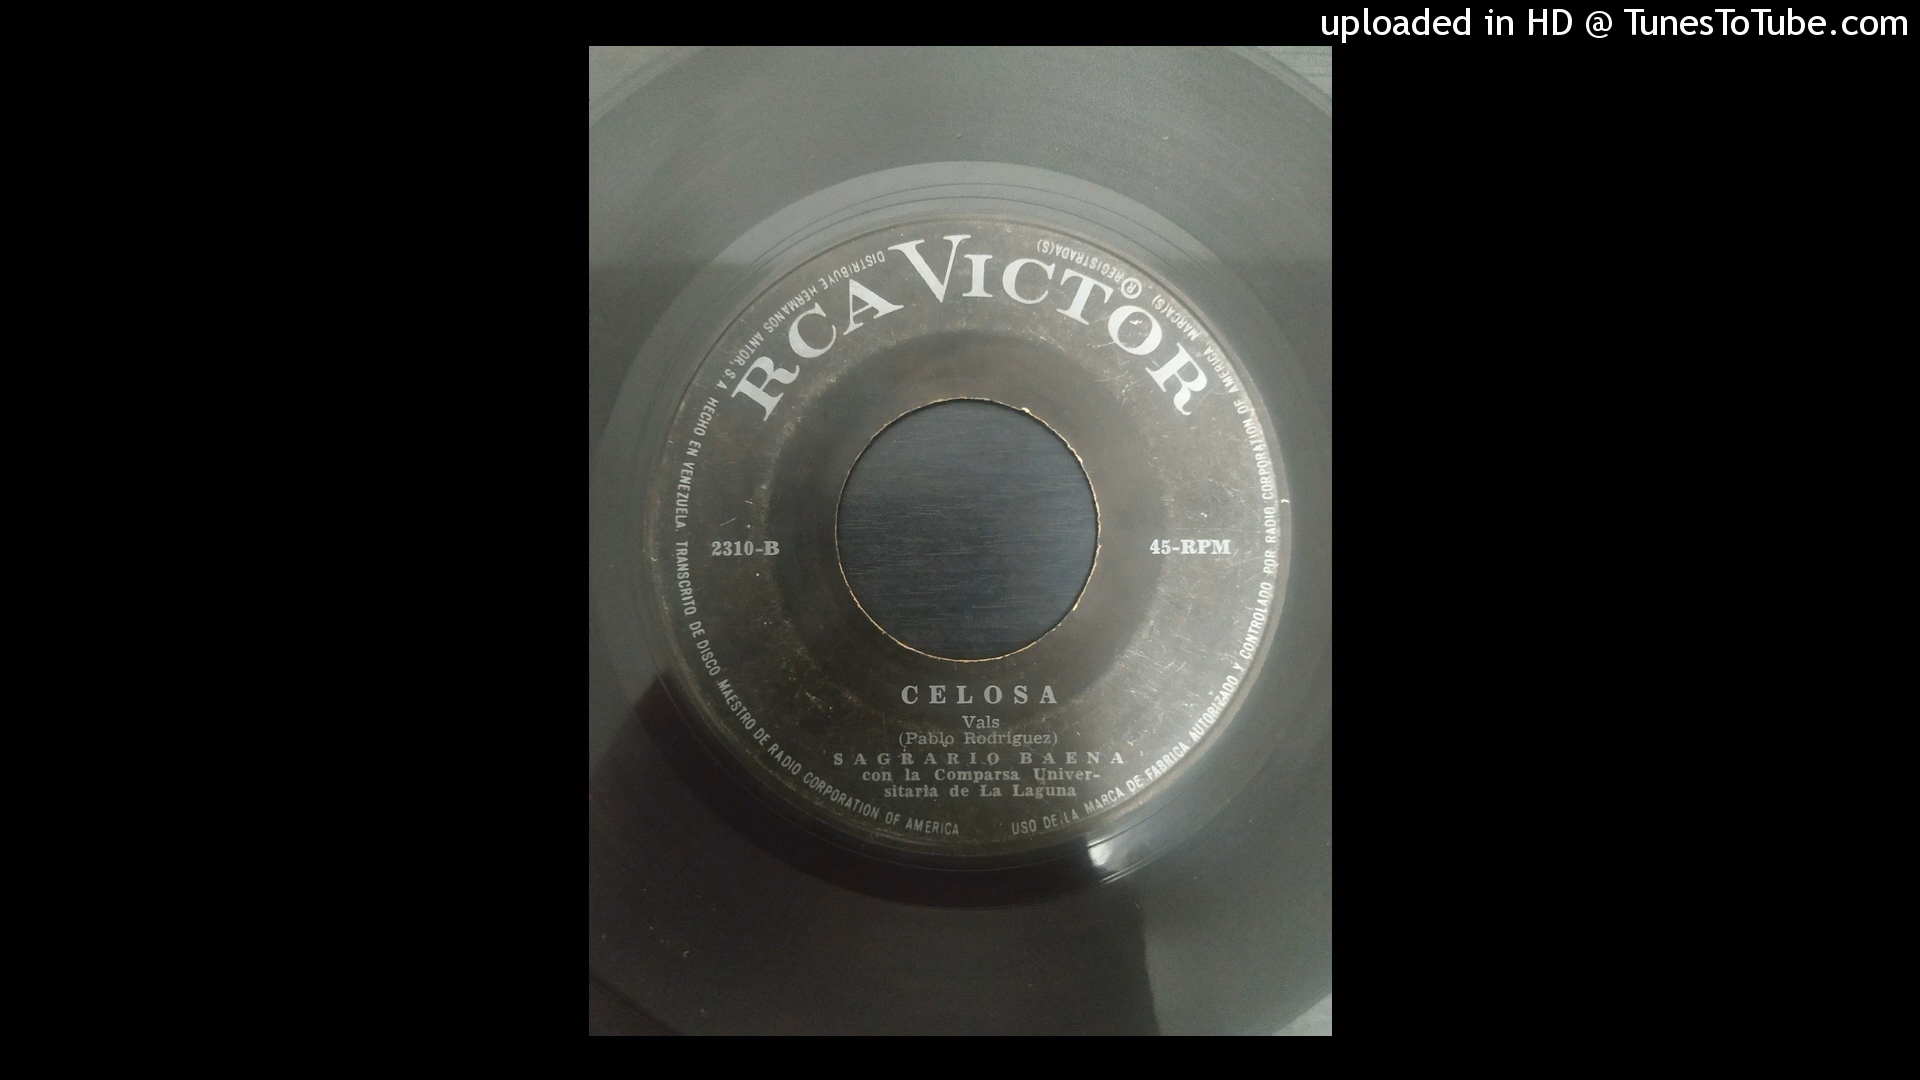 uploaded in HD @ TunesToTube.com
RCA VICTOR
2310-B
45-RPM
CELOSA
Vals
(Pablo Rodríguez)
SAGRARIO BAENA
con la Comparsa Univer-
sitaria de La Laguna
HECHO EN VENEZUELA. TRANSCRITO DE DISCO MAESTRO DE RADIO CORPORATION OF AMERICA
USO DE LA MARCA DE FABRICA AUTORIZADO Y CONTROLADO POR RADIO CORPORATION OF AMERICA. MARCA(S) ® REGISTRADA(S)
DISTRIBUYE HERMANOS ANTOR, S. A